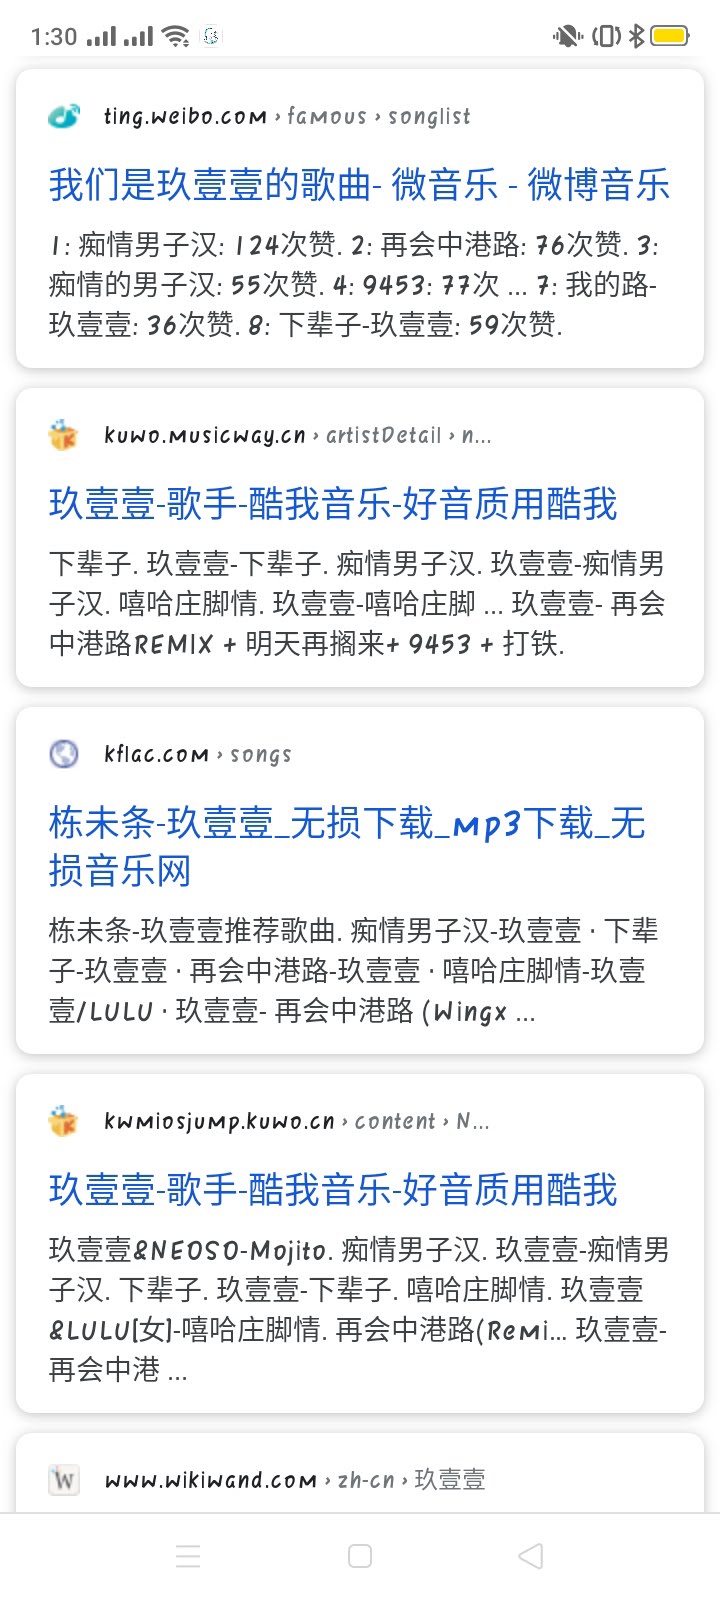 1:30
ting.weibo.com › famous › songlist
我们是玖壹壹的歌曲- 微音乐 - 微博音乐
1: 痴情男子汉: 124次赞. 2: 再会中港路: 76次赞. 3:
痴情的男子汉: 55次赞. 4: 9453: 77次 ... 7: 我的路-
玖壹壹: 36次赞. 8: 下辈子-玖壹壹: 59次赞.
kuwo.musicway.cn › artistDetail › n...
玖壹壹-歌手-酷我音乐-好音质用酷我
下辈子. 玖壹壹-下辈子. 痴情男子汉. 玖壹壹-痴情男
子汉. 嘻哈庄脚情. 玖壹壹-嘻哈庄脚 ... 玖壹壹- 再会
中港路REMIX + 明天再搁来+ 9453 + 打铁.
kflac.com › songs
栋未条-玖壹壹_无损下载_mp3下载_无
损音乐网
栋未条-玖壹壹推荐歌曲. 痴情男子汉-玖壹壹 · 下辈
子-玖壹壹 · 再会中港路-玖壹壹 · 嘻哈庄脚情-玖壹
壹/LULU · 玖壹壹- 再会中港路 (Wingx ...
kwmiosjump.kuwo.cn › content › N...
玖壹壹-歌手-酷我音乐-好音质用酷我
玖壹壹&NEOSO-Mojito. 痴情男子汉. 玖壹壹-痴情男
子汉. 下辈子. 玖壹壹-下辈子. 嘻哈庄脚情. 玖壹壹
&LULU[女]-嘻哈庄脚情. 再会中港路(Remi... 玖壹壹-
再会中港 ...
W www.wikiwand.com › zh-cn › 玖壹壹